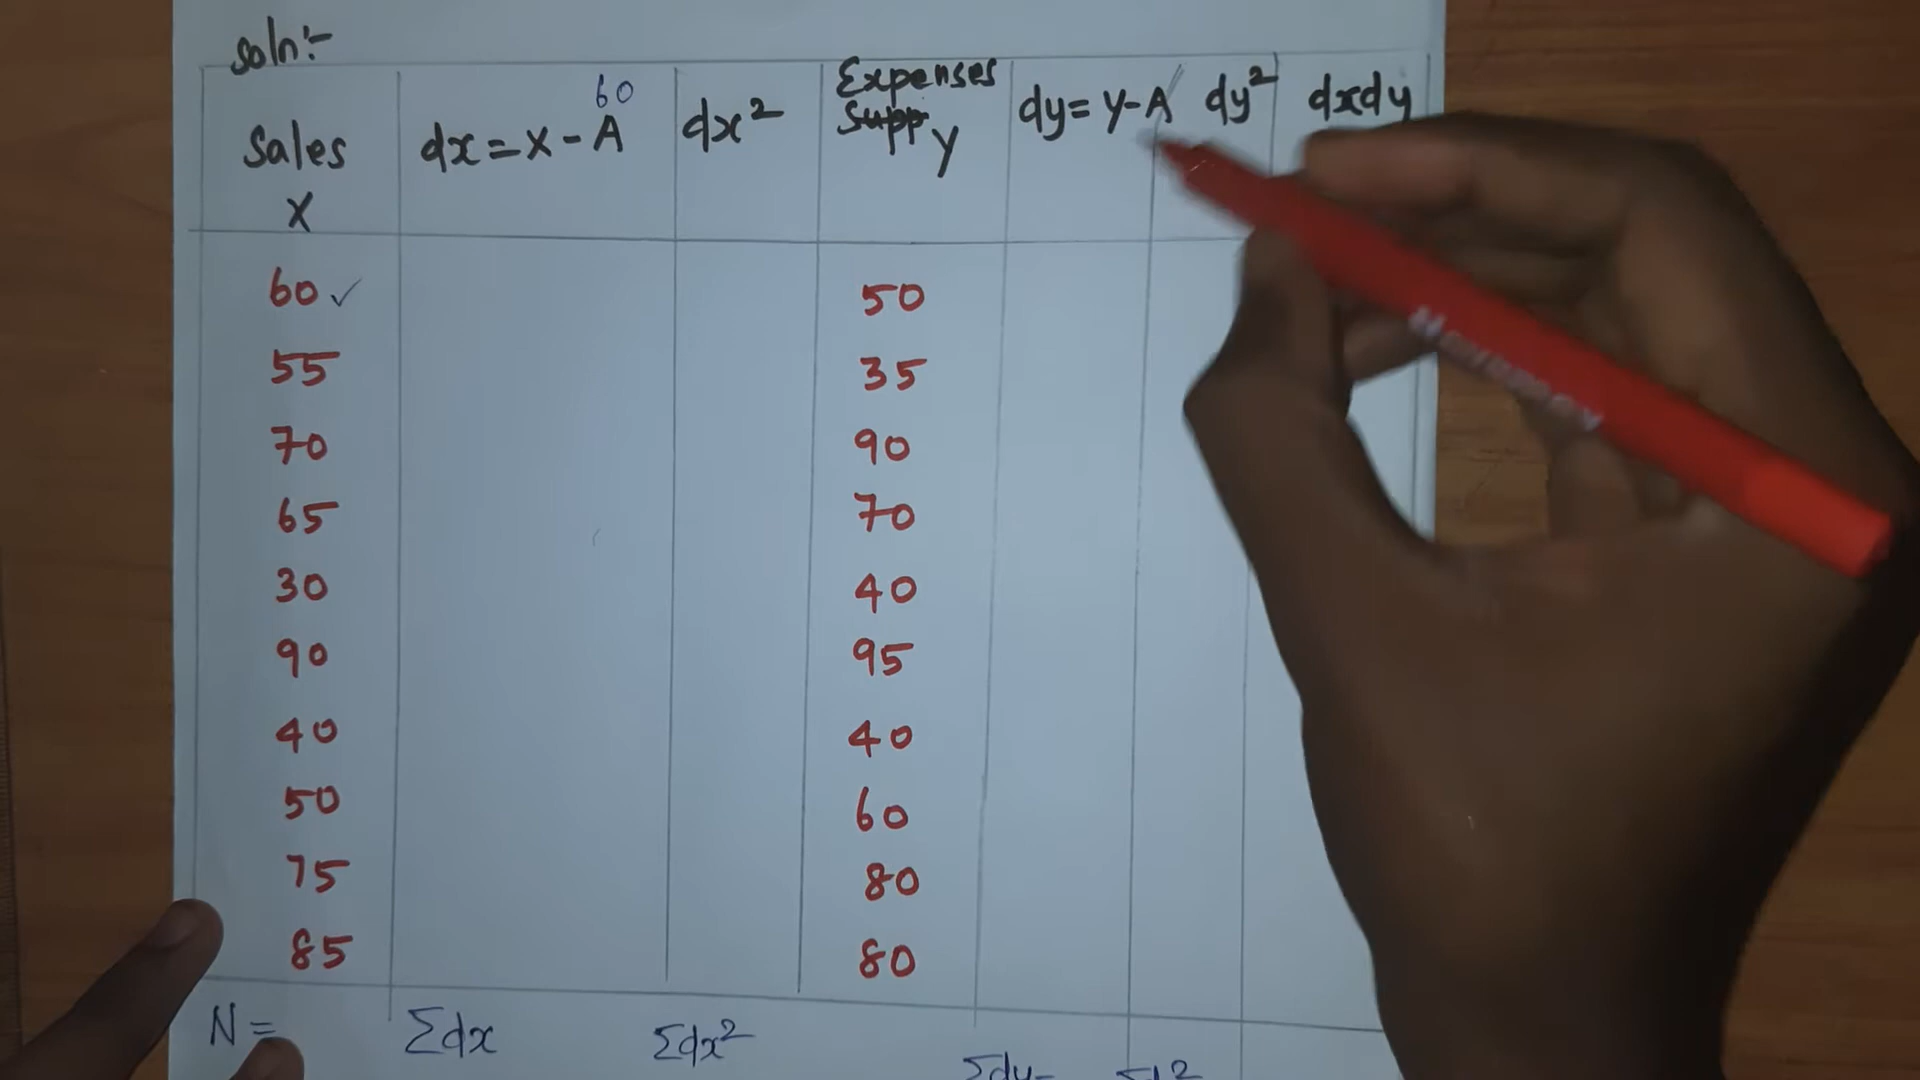 Soln:-
Sales X | dx = X - A 60 | dx² | Expenses Supp Y | dy = Y-A | dy² | dxdy
60 ✓ | 50
55 | 35
70 | 90
65 | 70
30 | 40
90 | 95
40 | 40
50 | 60
75 | 80
85 | 80
N = | Σdx | Σdx² | Σdy